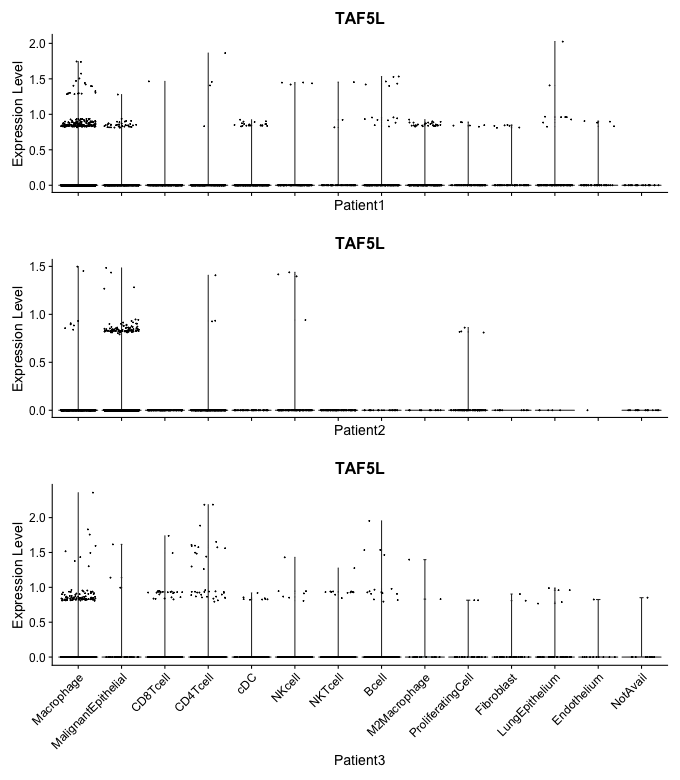 TAF5L
Expression Level
2.0
1.5
1.0
0.5
0.0
Patient1
TAF5L
Expression Level
1.5
1.0
0.5
0.0
Patient2
TAF5L
Expression Level
2.0
1.5
1.0
0.5
0.0
Macrophage
MalignantEpithelial
CD8Tcell
CD4Tcell
cDC
NKcell
NKTcell
Bcell
M2Macrophage
ProliferatingCell
Fibroblast
LungEpithelium
Endothelium
NotAvail
Patient3